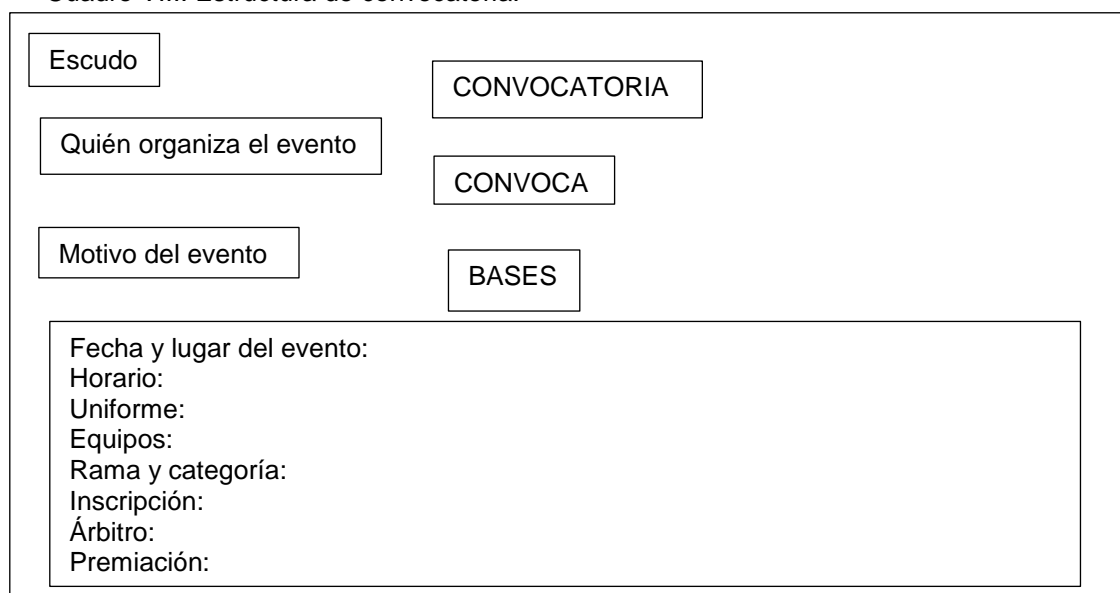 Escudo
CONVOCATORIA
Quién organiza el evento
CONVOCA
Motivo del evento
BASES
Fecha y lugar del evento:
Horario:
Uniforme:
Equipos:
Rama y categoría:
Inscripción:
Árbitro:
Premiación: